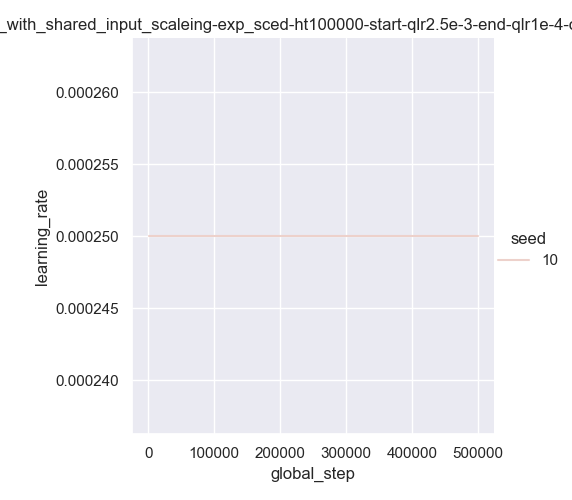 _with_shared_input_scaleing-exp_sced-ht100000-start-qlr2.5e-3-end-qlr1e-4-
0.000260
0.000255
0.000250
0.000245
0.000240
learning_rate
0 100000 200000 300000 400000 500000
global_step
seed
10